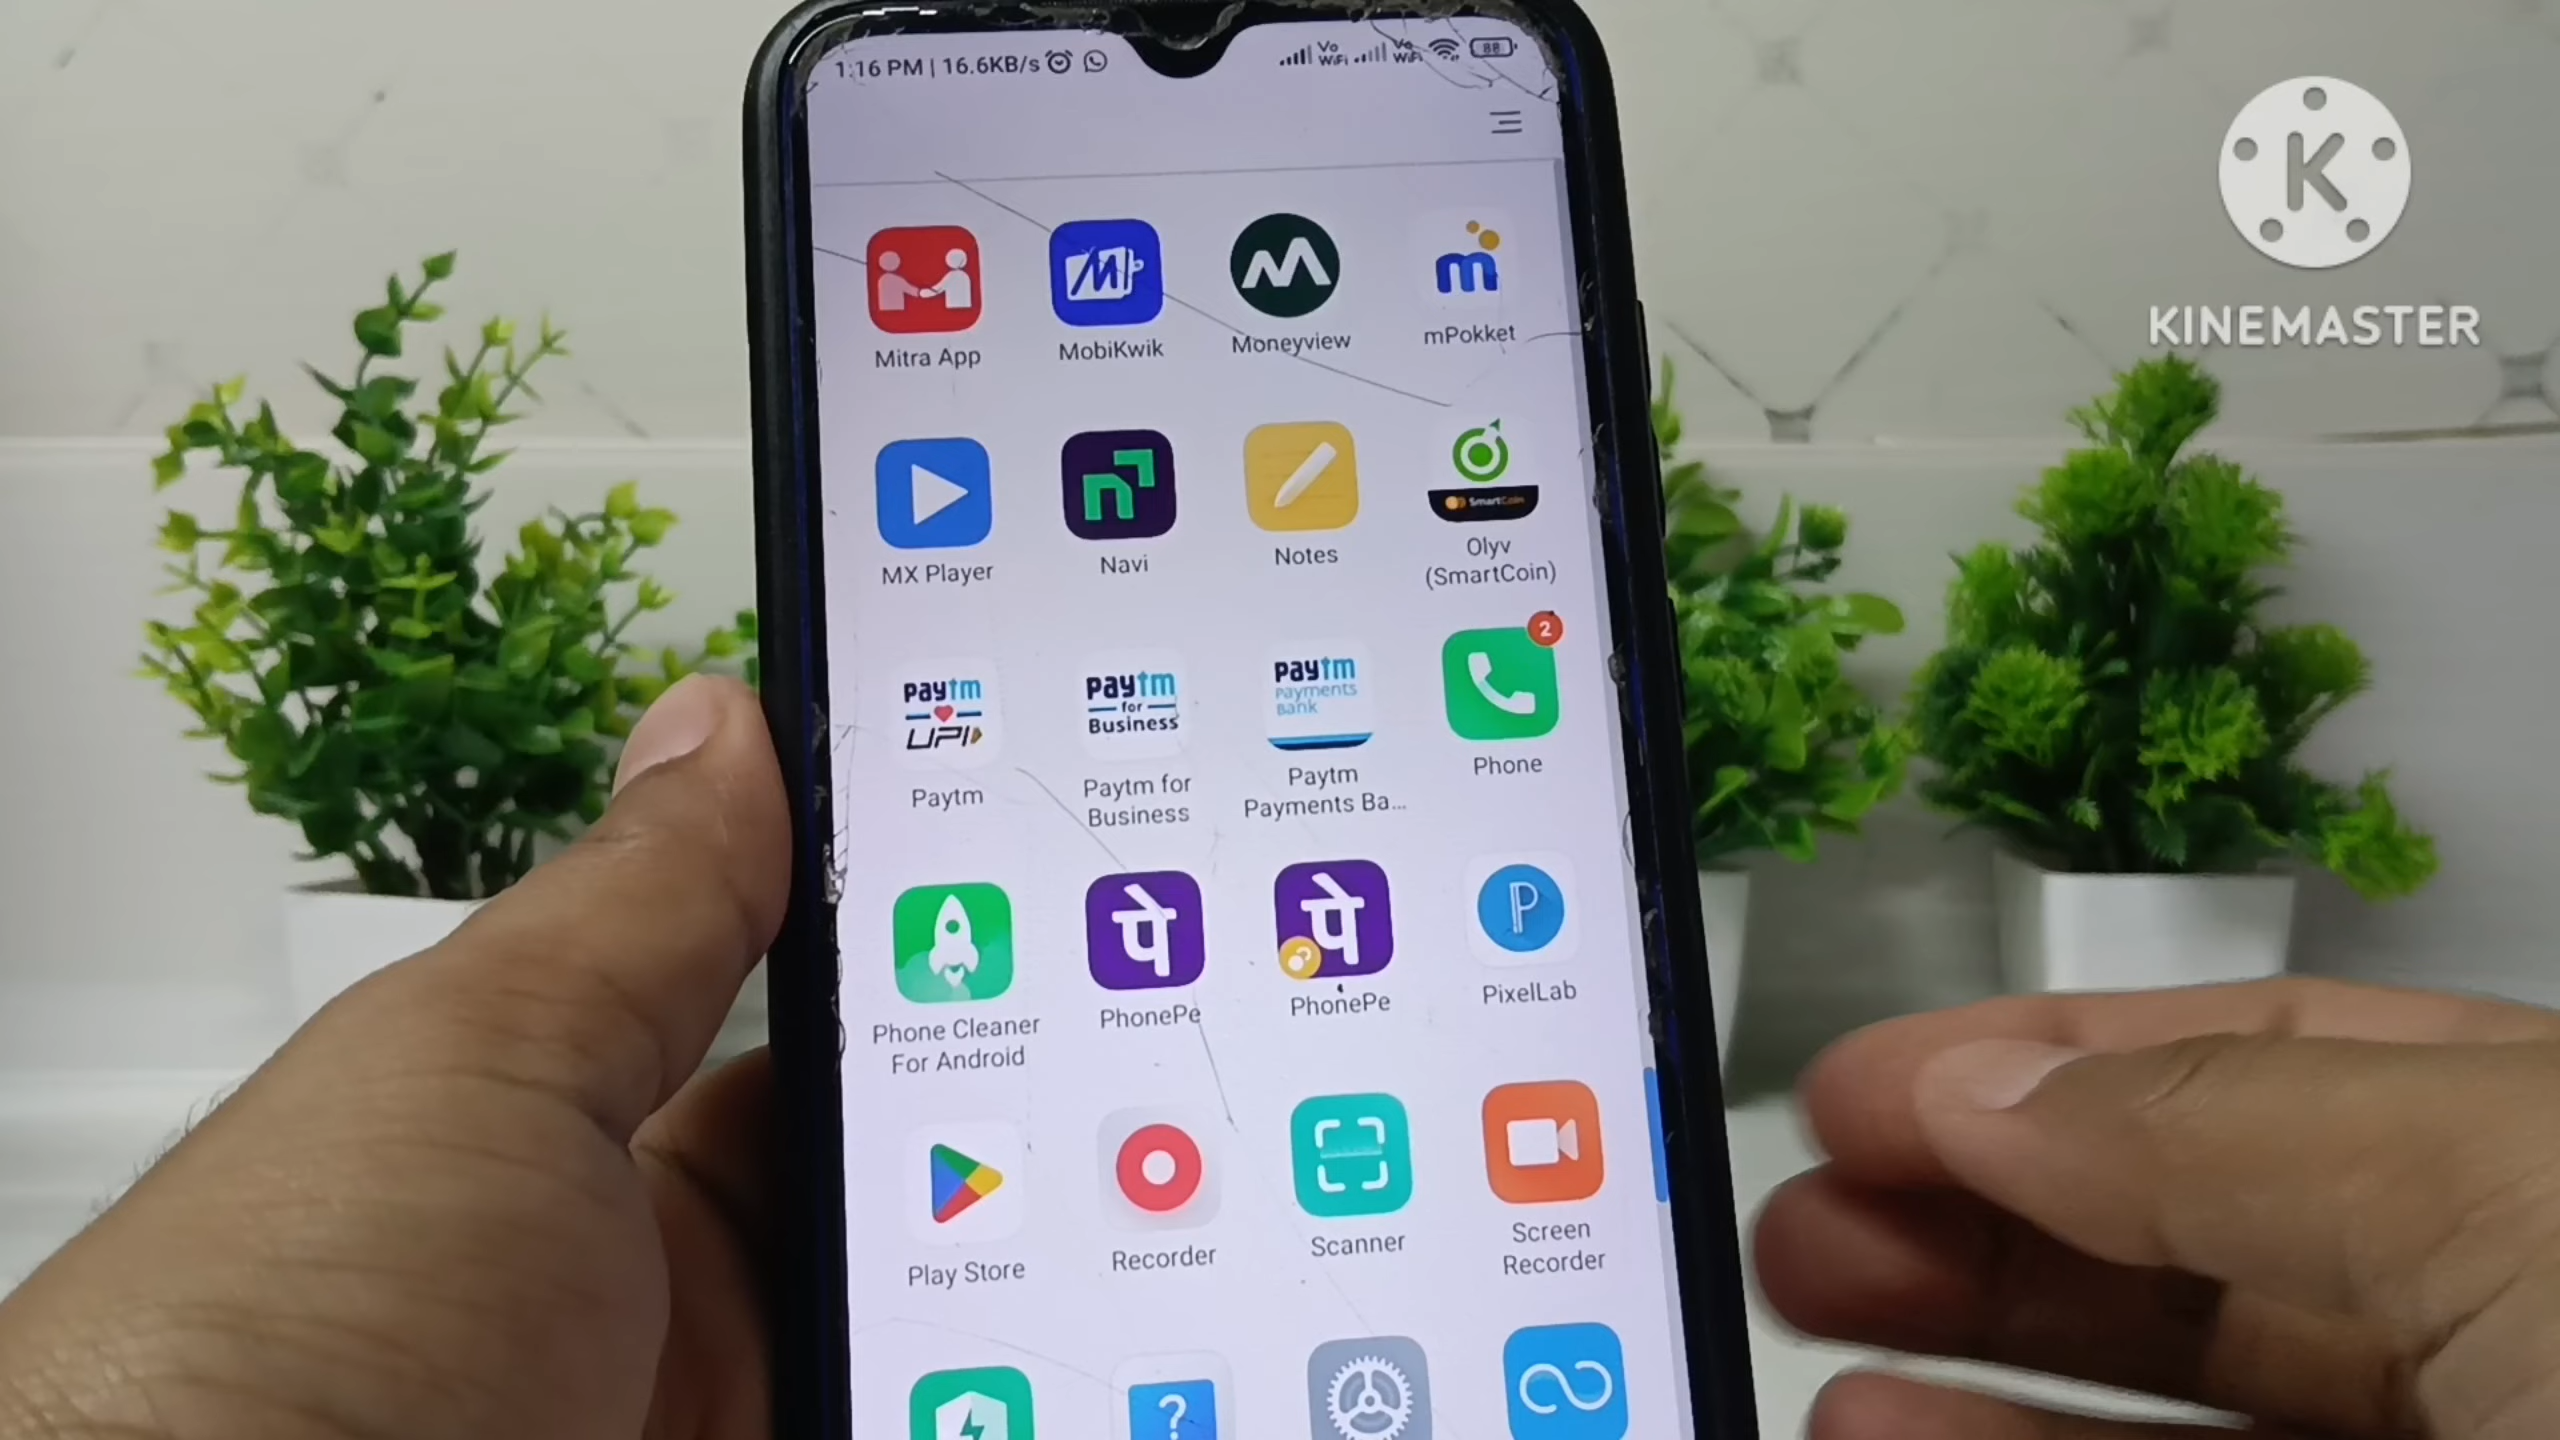 1:16 PM | 16.6KB/s
Vo WiFi
Vo WiFi
88
K
KINEMASTER
Mitra App
MobiKwik
Moneyview
mPokket
SmartCoin
MX Player
Navi
Notes
Olyv
(SmartCoin)
2
paytm
UPI
paytm
for
Business
paytm
Payments
Bank
Paytm
Paytm for
Business
Paytm
Payments Ba...
Phone
पे
पे
Phone Cleaner
For Android
PhonePe
PhonePe
PixelLab
Play Store
Recorder
Scanner
Screen
Recorder
?